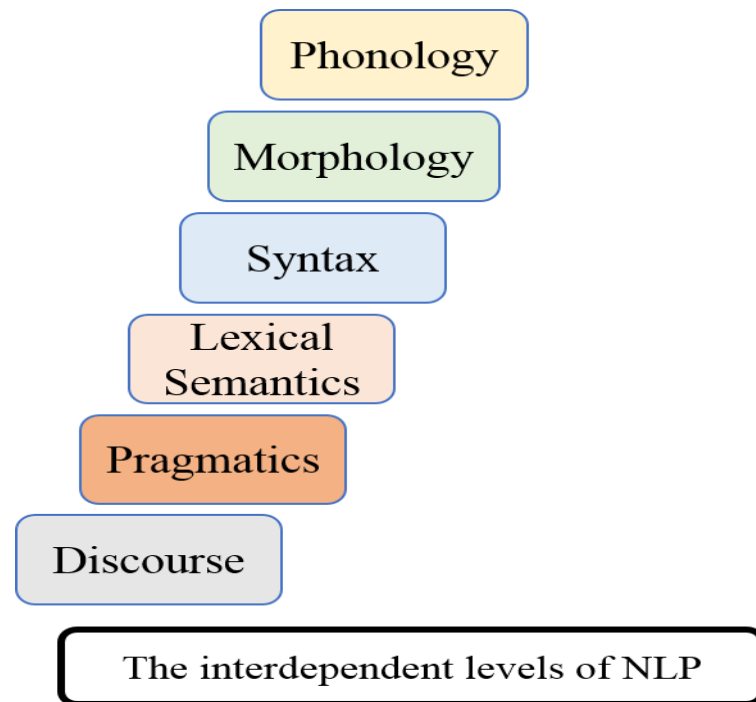 Phonology
Morphology
Syntax
Lexical
Semantics
Pragmatics
Discourse
The interdependent levels of NLP